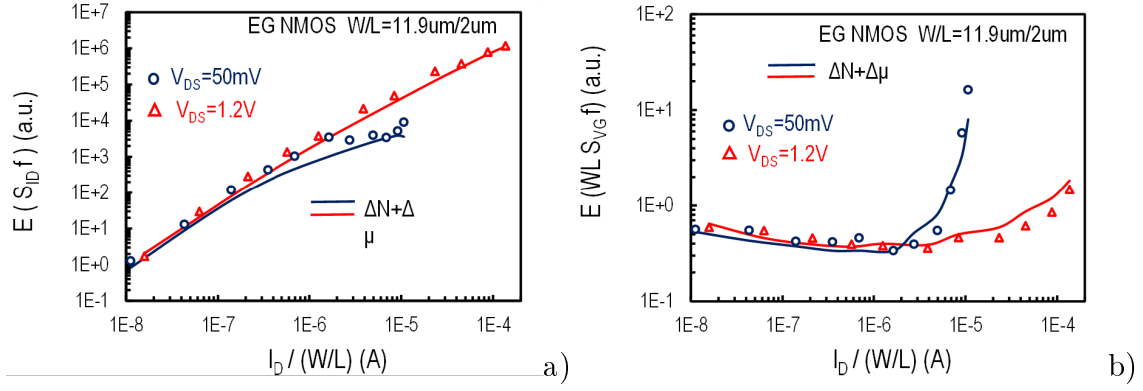 EG NMOS W/L=11.9um/2um
V_DS=50mV
V_DS=1.2V
ΔN+Δ
μ
E ( S_ID f) (a.u.)
1E+7
1E+6
1E+5
1E+4
1E+3
1E+2
1E+1
1E+0
1E-1
1E-8 1E-7 1E-6 1E-5 1E-4
I_D / (W/L) (A)
a)
EG NMOS W/L=11.9um/2um
ΔN+Δμ
V_DS=50mV
V_DS=1.2V
E (WL S_VG f) (a.u.)
1E+2
1E+1
1E+0
1E-1
1E-8 1E-7 1E-6 1E-5 1E-4
I_D / (W/L) (A)
b)